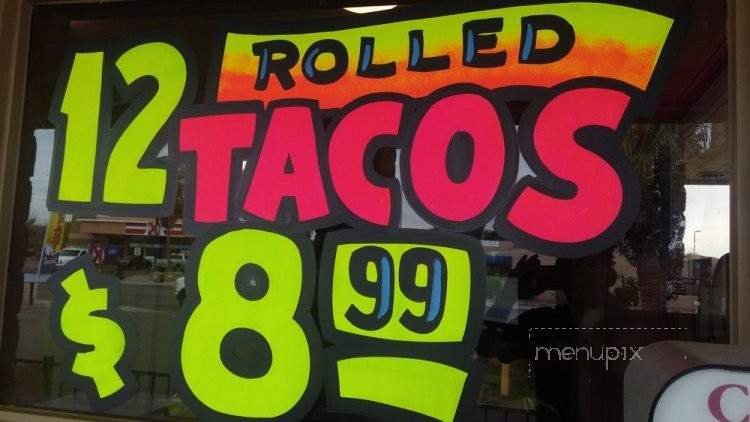 12 ROLLED
TACOS
$8.99
menupix
C